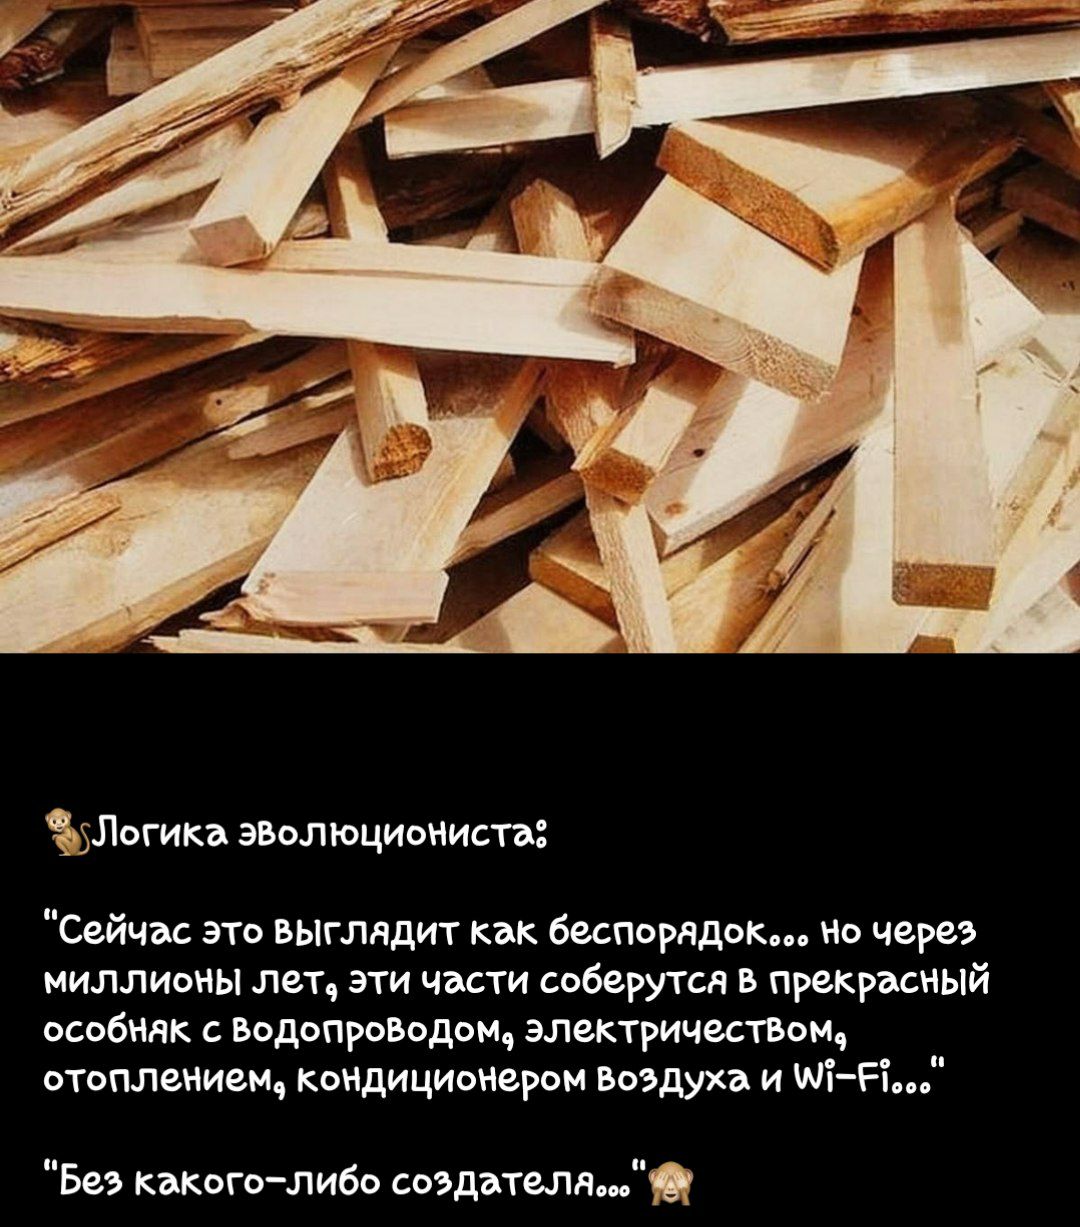 🐒Логика эволюциониста:
"Сейчас это выглядит как беспорядок... но через
миллионы лет, эти части соберутся в прекрасный
особняк с водопроводом, электричеством,
отоплением, кондиционером воздуха и Wi-Fi..."
"Без какого-либо создателя..."🙈